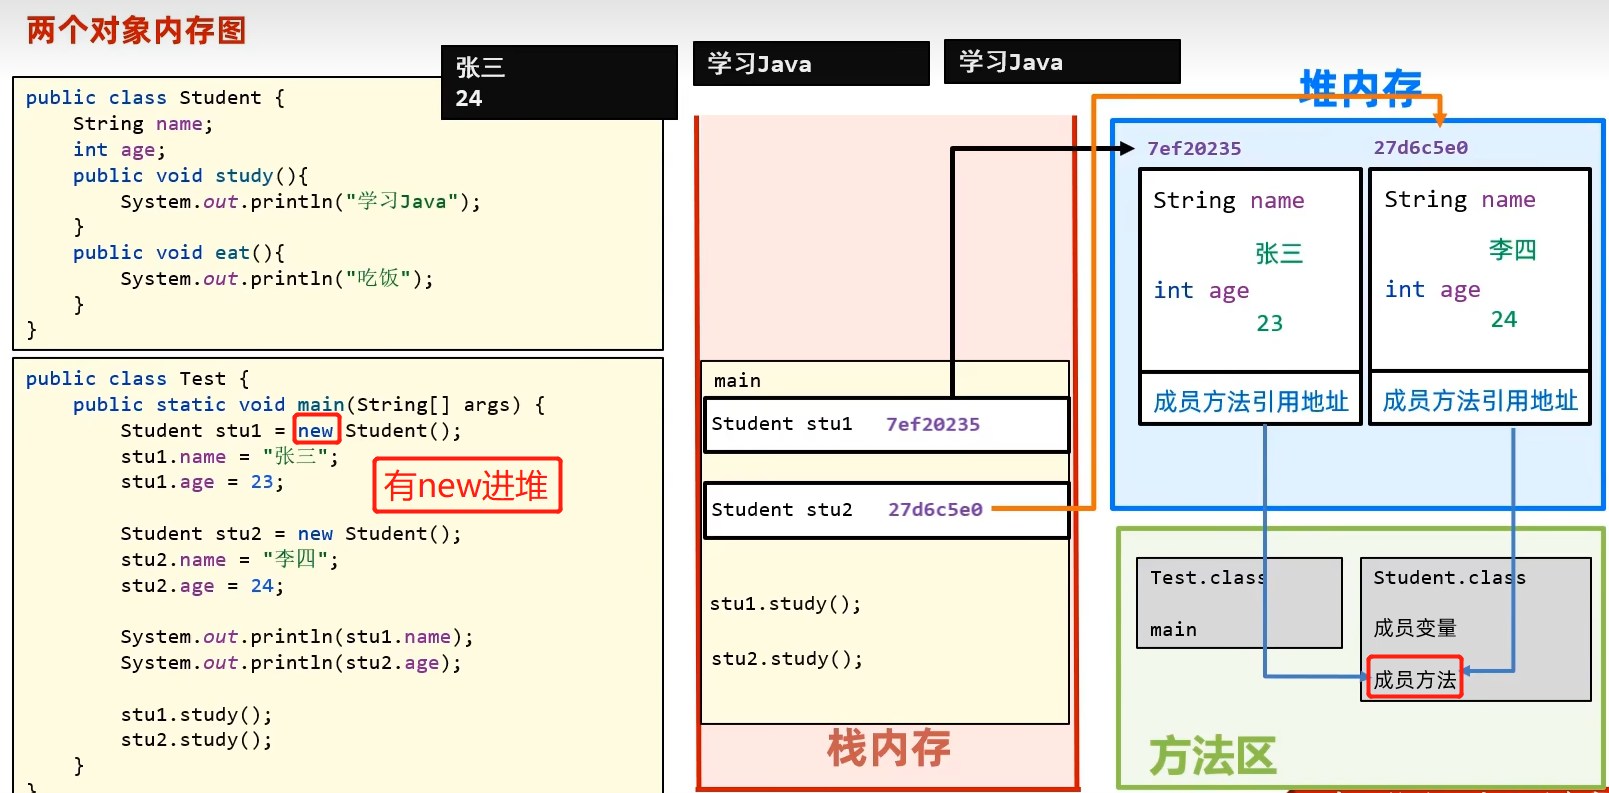 两个对象内存图
张三
24
学习Java
学习Java
public class Student {
String name;
int age;
public void study(){
System.out.println("学习Java");
}
public void eat(){
System.out.println("吃饭");
}
}
public class Test {
public static void main(String[] args) {
Student stu1 = new Student();
stu1.name = "张三";
stu1.age = 23;
有new进堆
Student stu2 = new Student();
stu2.name = "李四";
stu2.age = 24;
System.out.println(stu1.name);
System.out.println(stu2.age);
stu1.study();
stu2.study();
}
}
main
Student stu1 7ef20235
Student stu2 27d6c5e0
stu1.study();
stu2.study();
栈内存
堆内存
7ef20235
String name
张三
int age
23
成员方法引用地址
27d6c5e0
String name
李四
int age
24
成员方法引用地址
Test.class
main
Student.class
成员变量
成员方法
方法区